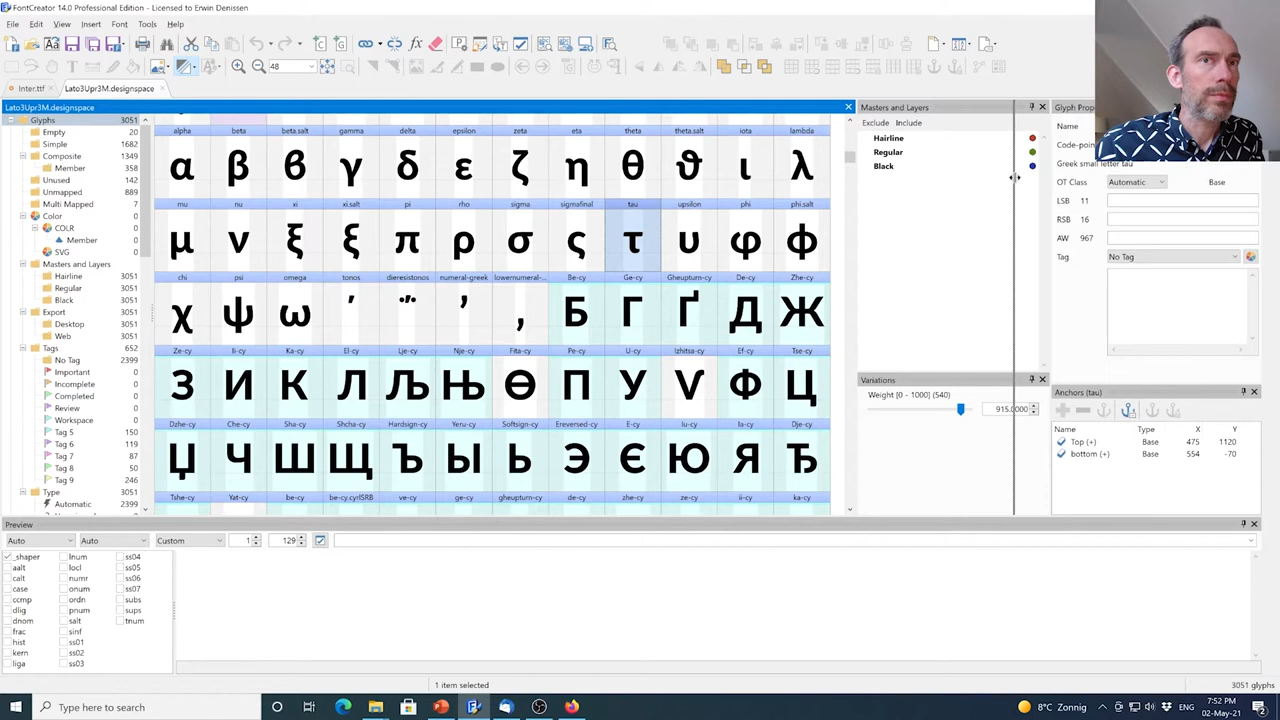 FontCreator 14.0 Professional Edition - Licensed to Erwin Denissen
File Edit View Insert Font Tools Help
48
Inter.ttf Lato3Upr3M.designspace
Lato3Upr3M.designspace
Glyphs 3051
Empty 20
Simple 1682
Composite 1349
Member 358
Unused 142
Unmapped 889
Multi Mapped 7
Color 0
COLR 0
Member 0
SVG 0
Masters and Layers
Hairline 3051
Regular 3051
Black 3051
Export 3051
Desktop 0
Web 0
Tags 652
No Tag 2399
Important 0
Incomplete 0
Completed 0
Review 0
Workspace 0
Tag 5 150
Tag 6 119
Tag 7 87
Tag 8 50
Tag 9 246
Type 3051
Automatic 2399
alpha beta beta.salt gamma delta epsilon zeta eta theta theta.salt iota lambda
α β ϐ γ δ ε ζ η θ ϑ ι λ
mu nu xi xi.salt pi rho sigma sigmafinal tau upsilon phi phi.salt
μ ν ξ ξ π ρ σ ς τ υ φ ϕ
chi psi omega tonos dieresistonos numeral-greek lowernumeral-... Be-cy Ge-cy Gheupturn-cy De-cy Zhe-cy
χ ψ ω ΄ ΅ ʹ ͵ Б Г Ґ Д Ж
Ze-cy Ii-cy Ka-cy El-cy Lje-cy Nje-cy Fita-cy Pe-cy U-cy Izhitsa-cy Ef-cy Tse-cy
З И К Л Љ Њ Ѳ П У Ѵ Ф Ц
Dzhe-cy Che-cy Sha-cy Shcha-cy Hardsign-cy Yeru-cy Softsign-cy Ereversed-cy E-cy Iu-cy Ia-cy Dje-cy
Џ Ч Ш Щ Ъ Ы Ь Э Є Ю Я Ђ
Tshe-cy Yat-cy be-cy be-cy.cyrlSRB ve-cy ge-cy gheupturn-cy de-cy zhe-cy ze-cy ii-cy ka-cy
Masters and Layers
Exclude Include
Hairline
Regular
Black
Variations
Weight [0 - 1000] (540)
915.0000
Glyph Prop
Name
Code-poin
Greek small letter tau
OT Class Automatic Base
LSB 11
RSB 16
AW 967
Tag No Tag
Anchors (tau)
Name Type X Y
Top (+) Base 475 1120
bottom (+) Base 554 -70
Preview
Auto Auto Custom 1 129
_shaper lnum ss04
aalt locl ss05
calt numr ss06
case onum ss07
ccmp ordn subs
dlig pnum sups
dnom salt tnum
frac sinf
hist ss01
kern ss02
liga ss03
1 item selected
3051 glyphs
Type here to search
8°C Zonnig
ENG
7:52 PM
02-May-21
2